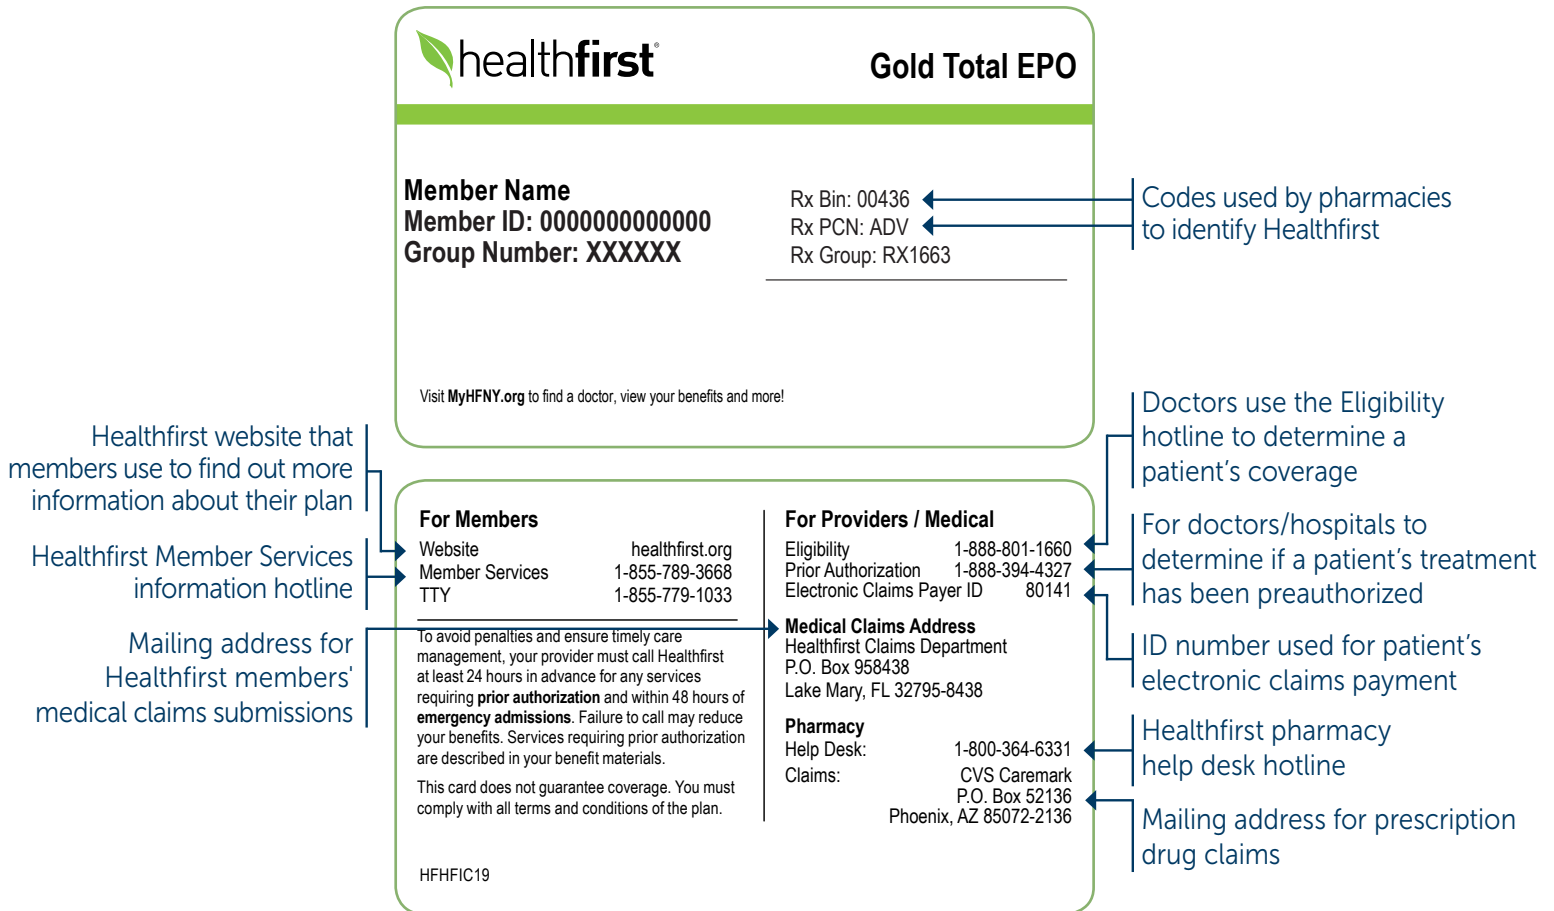 healthfirst®
Gold Total EPO
Member Name
Member ID: 0000000000000
Group Number: XXXXXX
Rx Bin: 00436
Rx PCN: ADV
Rx Group: RX1663
Codes used by pharmacies
to identify Healthfirst
Visit MyHFNY.org to find a doctor, view your benefits and more!
Healthfirst website that
members use to find out more
information about their plan
Healthfirst Member Services
information hotline
Mailing address for
Healthfirst members'
medical claims submissions
For Members
Website healthfirst.org
Member Services 1-855-789-3668
TTY 1-855-779-1033
To avoid penalties and ensure timely care
management, your provider must call Healthfirst
at least 24 hours in advance for any services
requiring prior authorization and within 48 hours of
emergency admissions. Failure to call may reduce
your benefits. Services requiring prior authorization
are described in your benefit materials.
This card does not guarantee coverage. You must
comply with all terms and conditions of the plan.
HFHFIC19
For Providers / Medical
Eligibility 1-888-801-1660
Prior Authorization 1-888-394-4327
Electronic Claims Payer ID 80141
Medical Claims Address
Healthfirst Claims Department
P.O. Box 958438
Lake Mary, FL 32795-8438
Pharmacy
Help Desk: 1-800-364-6331
Claims: CVS Caremark
P.O. Box 52136
Phoenix, AZ 85072-2136
Doctors use the Eligibility
hotline to determine a
patient’s coverage
For doctors/hospitals to
determine if a patient’s treatment
has been preauthorized
ID number used for patient’s
electronic claims payment
Healthfirst pharmacy
help desk hotline
Mailing address for prescription
drug claims